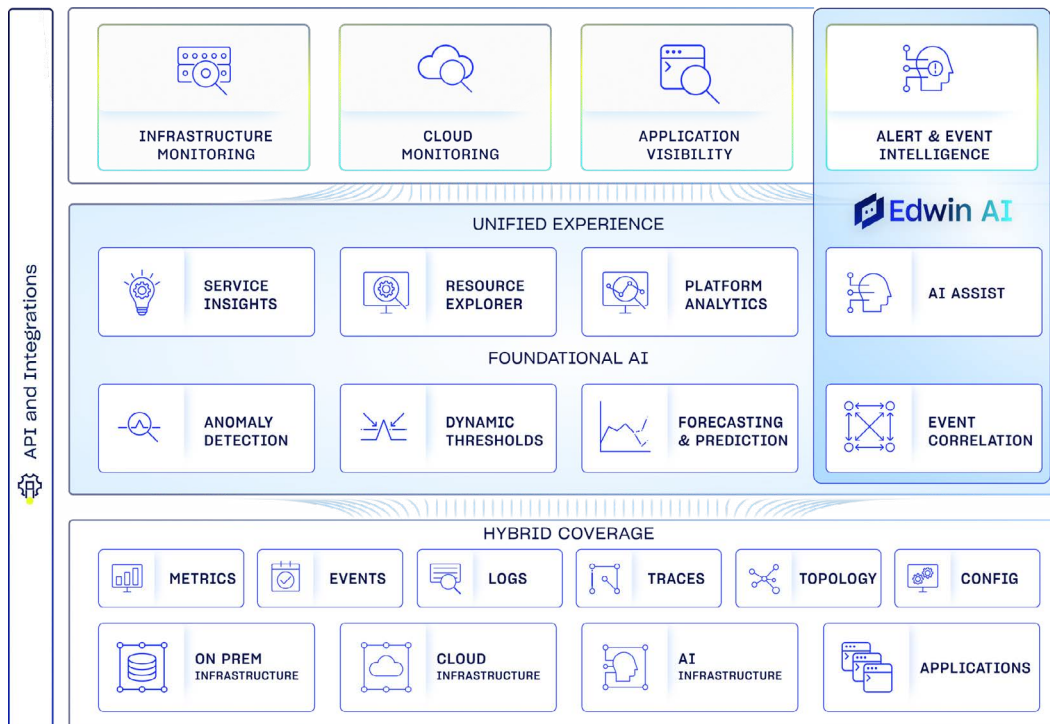 API and Integrations
INFRASTRUCTURE
MONITORING
CLOUD
MONITORING
APPLICATION
VISIBILITY
ALERT & EVENT
INTELLIGENCE
Edwin AI
UNIFIED EXPERIENCE
SERVICE
INSIGHTS
RESOURCE
EXPLORER
PLATFORM
ANALYTICS
AI ASSIST
FOUNDATIONAL AI
ANOMALY
DETECTION
DYNAMIC
THRESHOLDS
FORECASTING
& PREDICTION
EVENT
CORRELATION
HYBRID COVERAGE
METRICS
EVENTS
LOGS
TRACES
TOPOLOGY
CONFIG
ON PREM
INFRASTRUCTURE
CLOUD
INFRASTRUCTURE
AI
INFRASTRUCTURE
APPLICATIONS